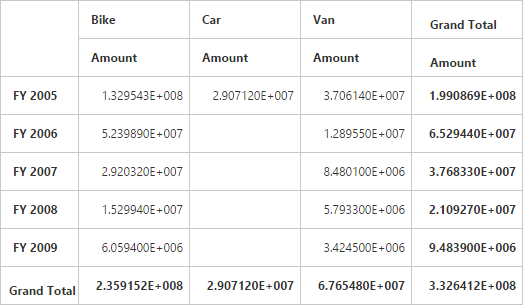 Bike Car Van Grand Total
Amount Amount Amount Amount
FY 2005 1.329543E+008 2.907120E+007 3.706140E+007 1.990869E+008
FY 2006 5.239890E+007 1.289550E+007 6.529440E+007
FY 2007 2.920320E+007 8.480100E+006 3.768330E+007
FY 2008 1.529940E+007 5.793300E+006 2.109270E+007
FY 2009 6.059400E+006 3.424500E+006 9.483900E+006
Grand Total 2.359152E+008 2.907120E+007 6.765480E+007 3.326412E+008